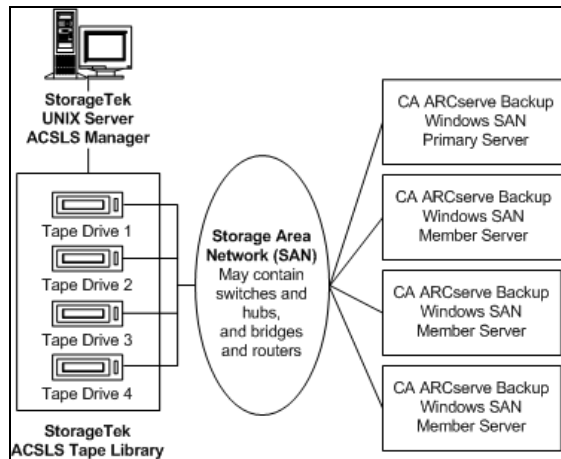 StorageTek
UNIX Server
ACSLS Manager
Tape Drive 1
Tape Drive 2
Tape Drive 3
Tape Drive 4
StorageTek
ACSLS Tape Library
Storage Area
Network (SAN)
May contain
switches and
hubs,
and bridges
and routers
CA ARCserve Backup
Windows SAN
Primary Server
CA ARCserve Backup
Windows SAN
Member Server
CA ARCserve Backup
Windows SAN
Member Server
CA ARCserve Backup
Windows SAN
Member Server